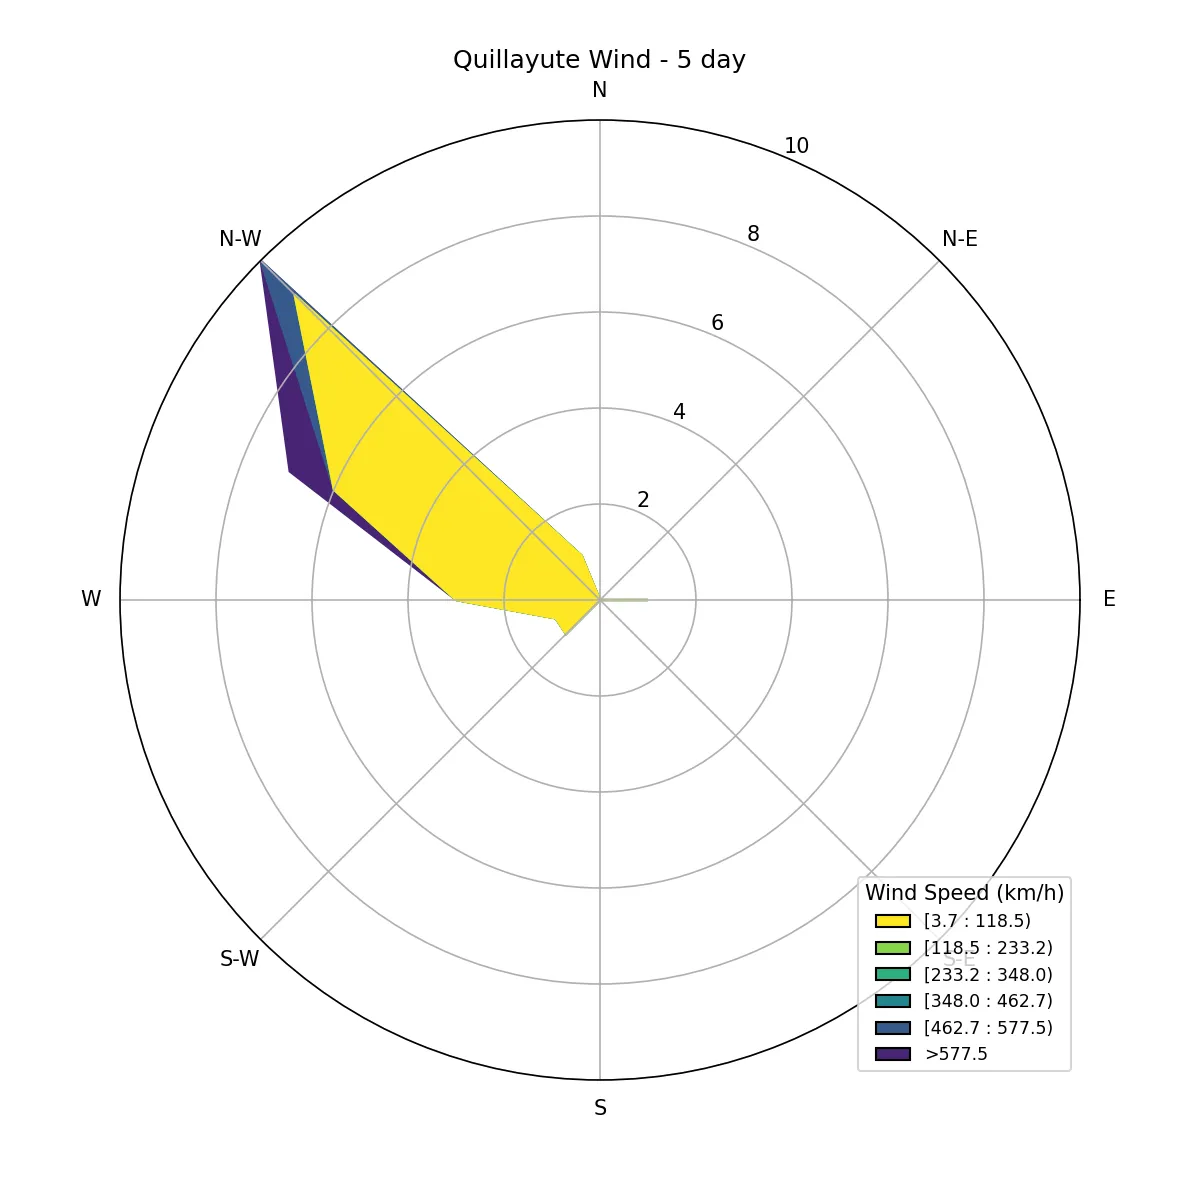 Quillayute Wind - 5 day
N
10
N-W
8
N-E
6
4
2
W
E
Wind Speed (km/h)
[3.7 : 118.5)
[118.5 : 233.2)
S-W
S-E
[233.2 : 348.0)
[348.0 : 462.7)
[462.7 : 577.5)
>577.5
S